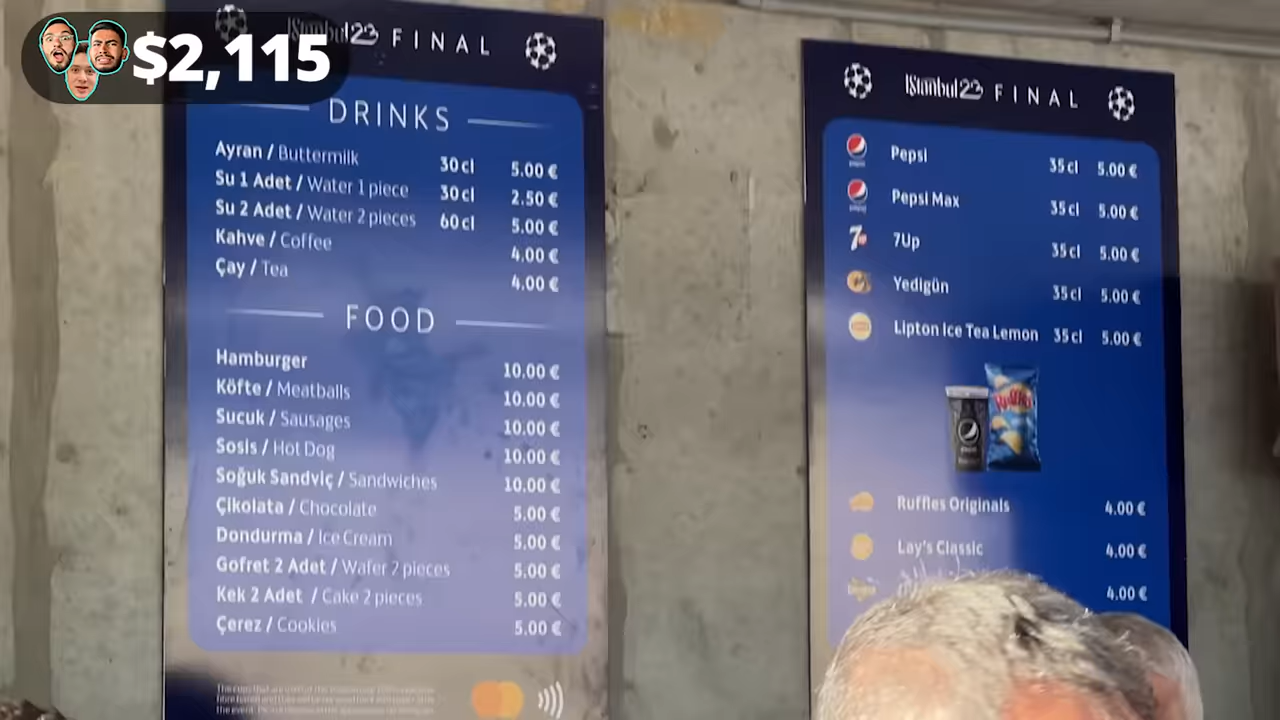 $2,115
Istanbul23 FINAL
DRINKS
Ayran / Buttermilk 30 cl 5.00 €
Su 1 Adet / Water 1 piece 30 cl 2.50 €
Su 2 Adet / Water 2 pieces 60 cl 5.00 €
Kahve / Coffee 4.00 €
Çay / Tea 4.00 €
FOOD
Hamburger 10.00 €
Köfte / Meatballs 10.00 €
Sucuk / Sausages 10.00 €
Sosis / Hot Dog 10.00 €
Soğuk Sandviç / Sandwiches 10.00 €
Çikolata / Chocolate 5.00 €
Dondurma / Ice Cream 5.00 €
Gofret 2 Adet / Wafer 2 pieces 5.00 €
Kek 2 Adet / Cake 2 pieces 5.00 €
Çerez / Cookies 5.00 €
Istanbul23 FINAL
Pepsi 35 cl 5.00 €
Pepsi Max 35 cl 5.00 €
7Up 35 cl 5.00 €
Yedigün 35 cl 5.00 €
Lipton Ice Tea Lemon 35 cl 5.00 €
Ruffles
Ruffles Originals 4.00 €
Lay's Classic 4.00 €
4.00 €